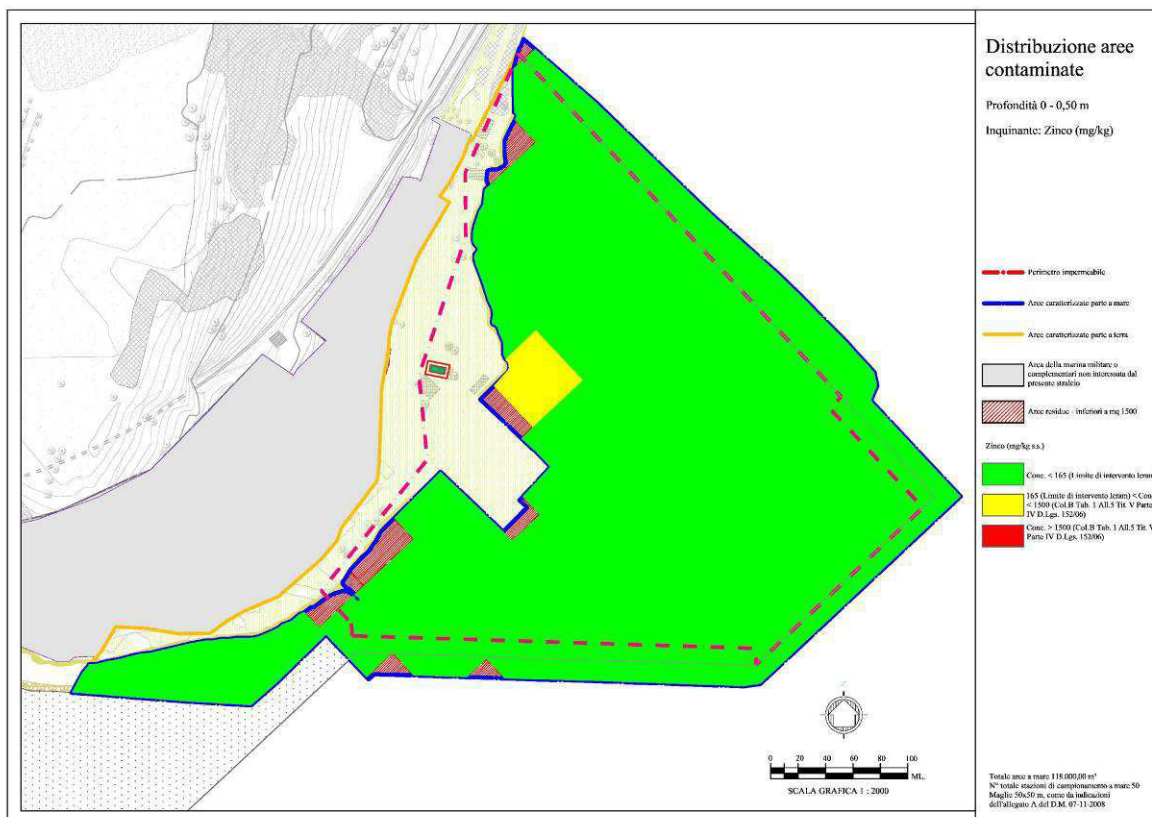 Distribuzione aree
contaminate
Profondità 0 - 0,50 m
Inquinante: Zinco (mg/kg)
Perimetro impermeabile
Aree caratterizzate parte a mare
Aree caratterizzate parte a terra
Area della marina militare o
complementari non interessata dal
presente stralcio
Aree residue - inferiori a mq 1500
Zinco (mg/kg s.s.)
Conc. < 165 (Limite di intervento Icram)
165 (Limite di intervento Icram) < Conc
< 1500 (Col.B Tab. 1 All.5 Tit. V Parte
IV D.Lgs. 152/06)
Conc. > 1500 (Col.B Tab. 1 All.5 Tit. V
Parte IV D.Lgs. 152/06)
0 20 40 60 80 100
ML.
SCALA GRAFICA 1 : 2000
Totale aree a mare 118.000,00 m²
N° totale stazioni di campionamento a mare 50
Maglie 50x50 m, come da indicazioni
dell'allegato A del D.M. 07-11-2008